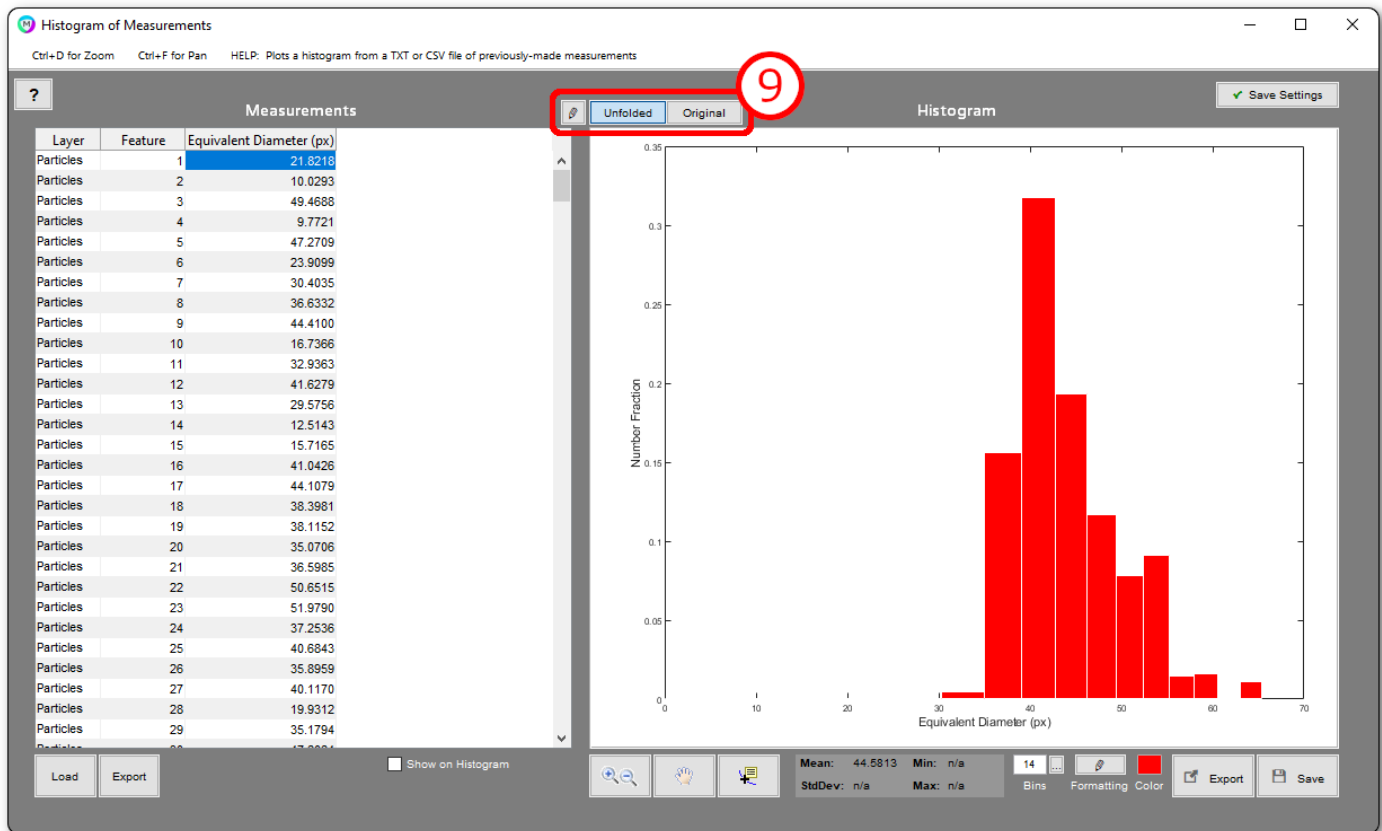 Histogram of Measurements
Ctrl+D for Zoom Ctrl+F for Pan HELP: Plots a histogram from a TXT or CSV file of previously-made measurements
?
Measurements
Unfolded Original
9
Histogram
Save Settings
Layer Feature Equivalent Diameter (px)
Particles 1 21.8218
Particles 2 10.0293
Particles 3 49.4688
Particles 4 9.7721
Particles 5 47.2709
Particles 6 23.9099
Particles 7 30.4035
Particles 8 36.6332
Particles 9 44.4100
Particles 10 16.7366
Particles 11 32.9363
Particles 12 41.6279
Particles 13 29.5756
Particles 14 12.5143
Particles 15 15.7165
Particles 16 41.0426
Particles 17 44.1079
Particles 18 38.3981
Particles 19 38.1152
Particles 20 35.0706
Particles 21 36.5985
Particles 22 50.6515
Particles 23 51.9790
Particles 24 37.2536
Particles 25 40.6843
Particles 26 35.8959
Particles 27 40.1170
Particles 28 19.9312
Particles 29 35.1794
Load Export
Show on Histogram
0.35
0.3
0.25
0.2
0.15
0.1
0.05
0
Number Fraction
0 10 20 30 40 50 60 70
Equivalent Diameter (px)
Mean: 44.5813 Min: n/a
StdDev: n/a Max: n/a
14 ...
Bins Formatting Color
Export
Save